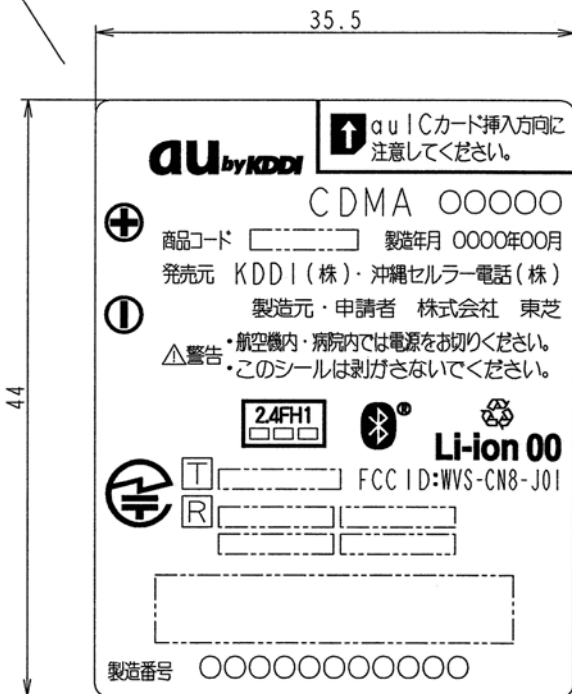 35.5
44
au by KDDI
au ICカード挿入方向に
注意してください。
CDMA ○○○○○
商品コード 製造年月 0000年00月
発売元 KDDI(株)・沖縄セルラー電話(株)
製造元・申請者 株式会社 東芝
⚠警告・航空機内・病院内では電源をお切りください。
・このシールは剥がさないでください。
2.4FH1 ®
Li-ion 00
T FCC ID:WVS-CN8-J01
R
製造番号 ○○○○○○○○○○○